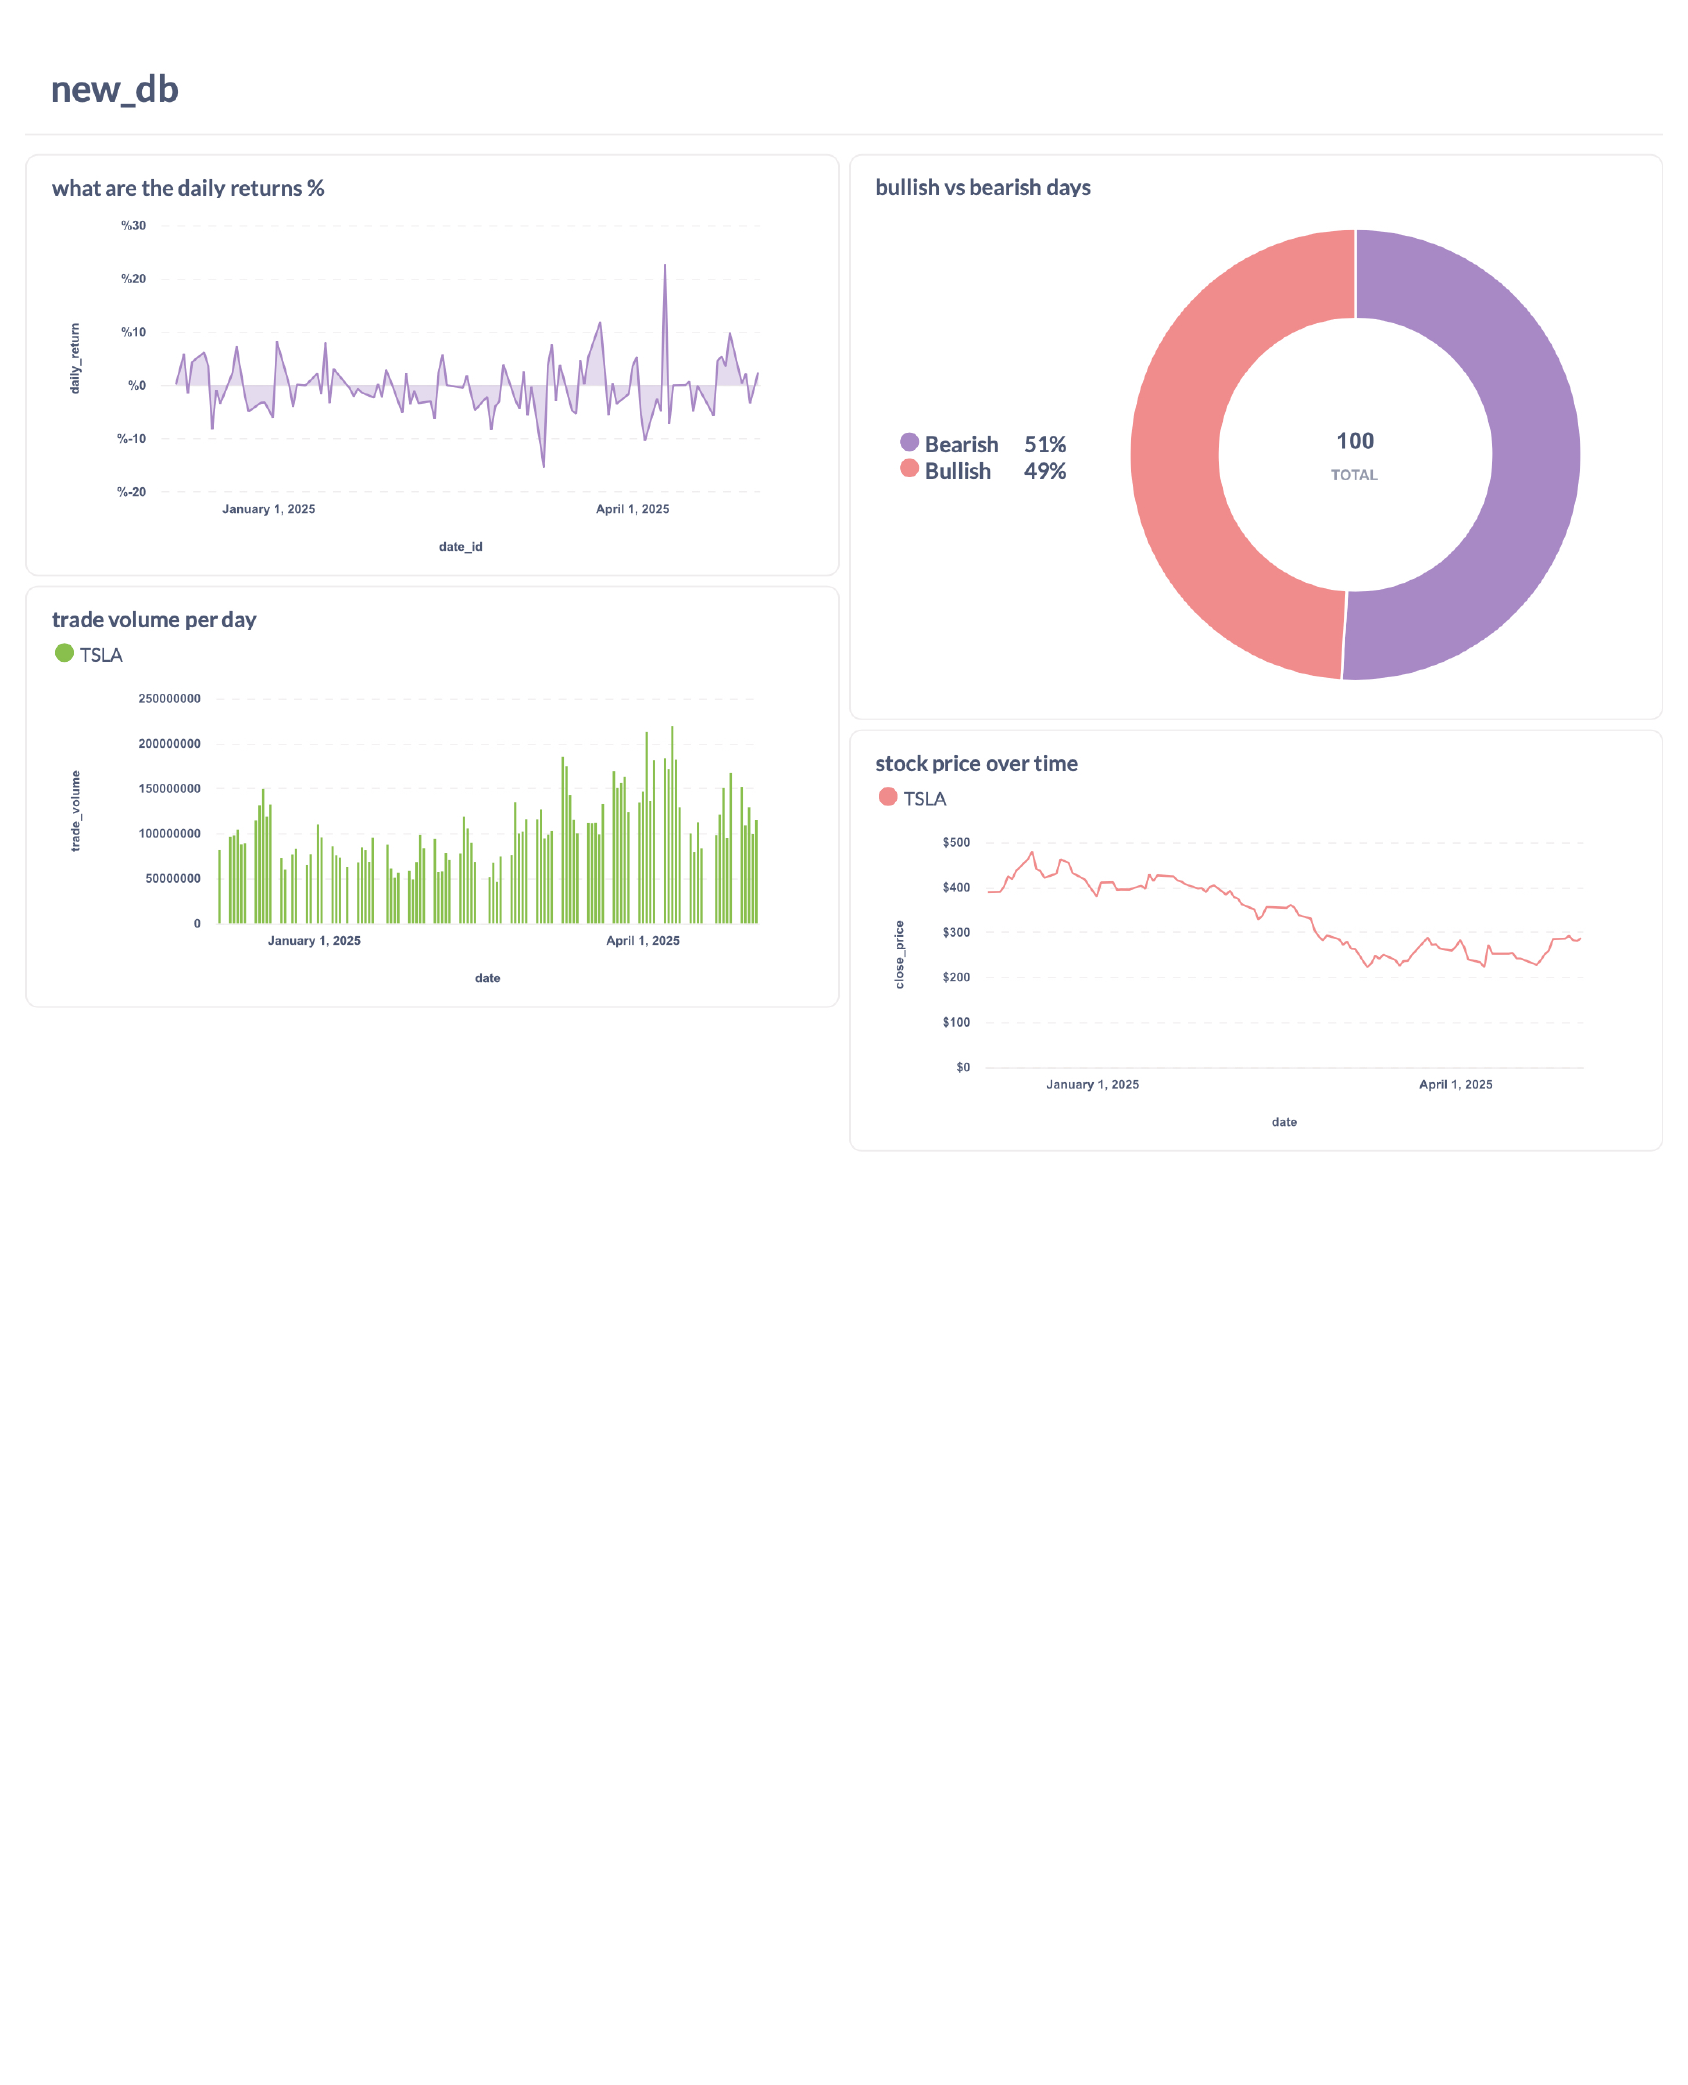 new_db
what are the daily returns %
%30
%20
%10
%0
%-10
%-20
daily_return
January 1, 2025 April 1, 2025
date_id
bullish vs bearish days
Bearish 51%
Bullish 49%
100
TOTAL
trade volume per day
TSLA
250000000
200000000
150000000
100000000
50000000
0
trade_volume
January 1, 2025 April 1, 2025
date
stock price over time
TSLA
$500
$400
$300
$200
$100
$0
close_price
January 1, 2025 April 1, 2025
date